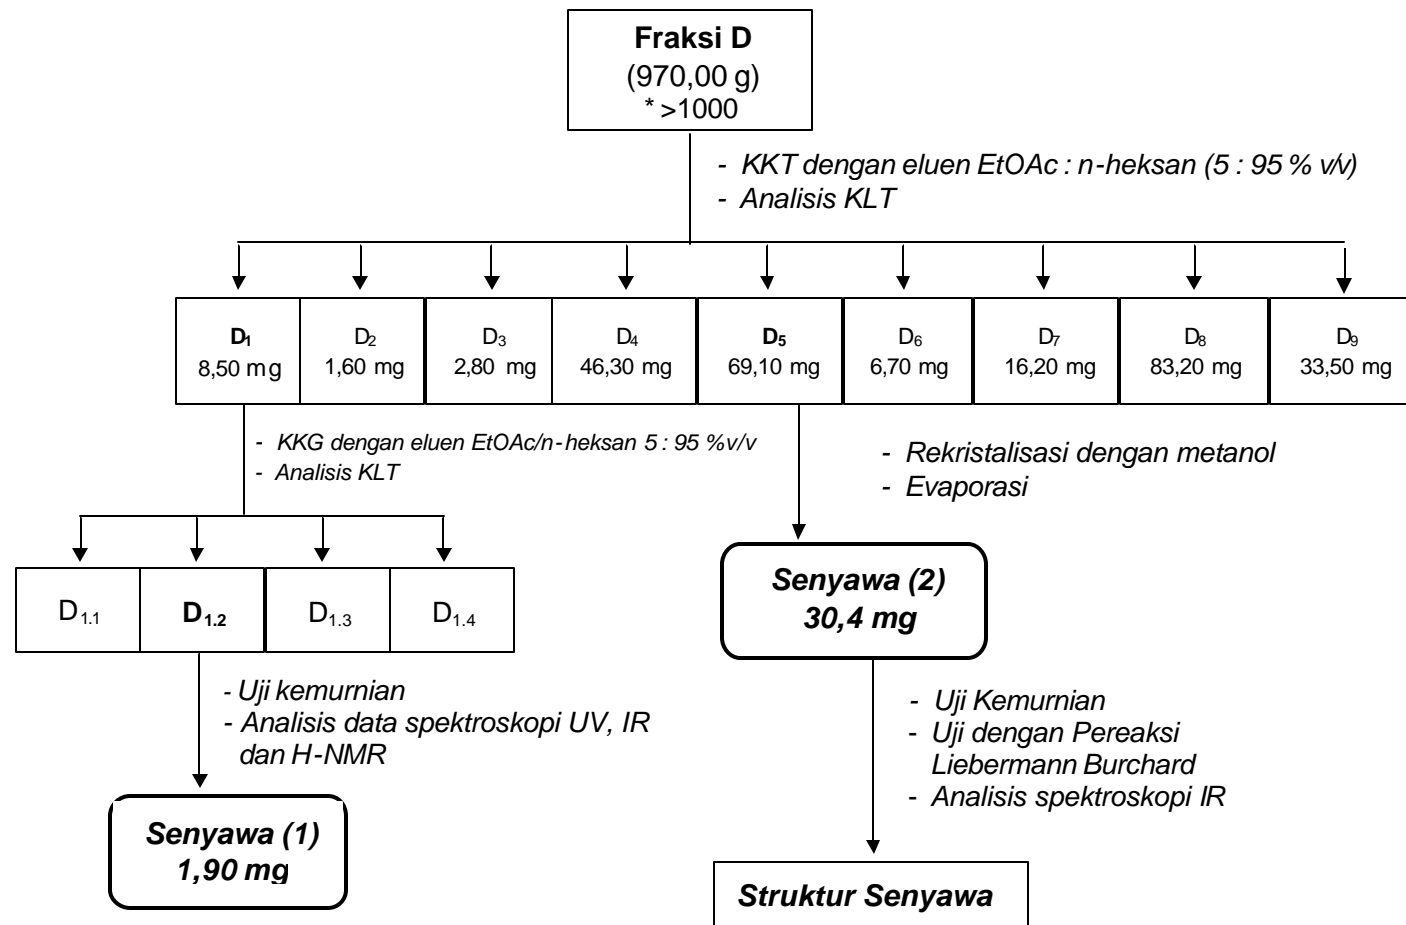 Fraksi D
(970,00 g)
* >1000
- KKT dengan eluen EtOAc : n-heksan (5 : 95 % v/v)
- Analisis KLT
D1
8,50 mg
D2
1,60 mg
D3
2,80 mg
D4
46,30 mg
D5
69,10 mg
D6
6,70 mg
D7
16,20 mg
D8
83,20 mg
D9
33,50 mg
- KKG dengan eluen EtOAc/n-heksan 5 : 95 %v/v
- Analisis KLT
- Rekristalisasi dengan metanol
- Evaporasi
D1.1
D1.2
D1.3
D1.4
Senyawa (2)
30,4 mg
- Uji kemurnian
- Analisis data spektroskopi UV, IR
dan H-NMR
- Uji Kemurnian
- Uji dengan Pereaksi
Liebermann Burchard
- Analisis spektroskopi IR
Senyawa (1)
1,90 mg
Struktur Senyawa